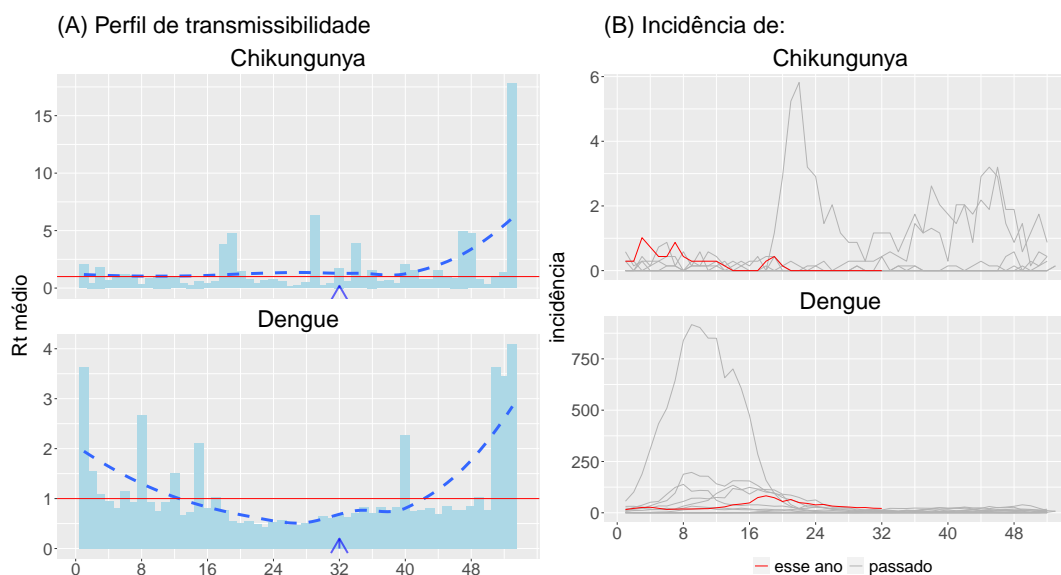 (A) Perfil de transmissibilidade
Chikungunya
15
10
5
0
Dengue
4
3
2
1
0
0 8 16 24 32 40 48
Rt médio
(B) Incidência de:
Chikungunya
6
4
2
0
Dengue
750
500
250
0
0 8 16 24 32 40 48
incidência
esse ano passado